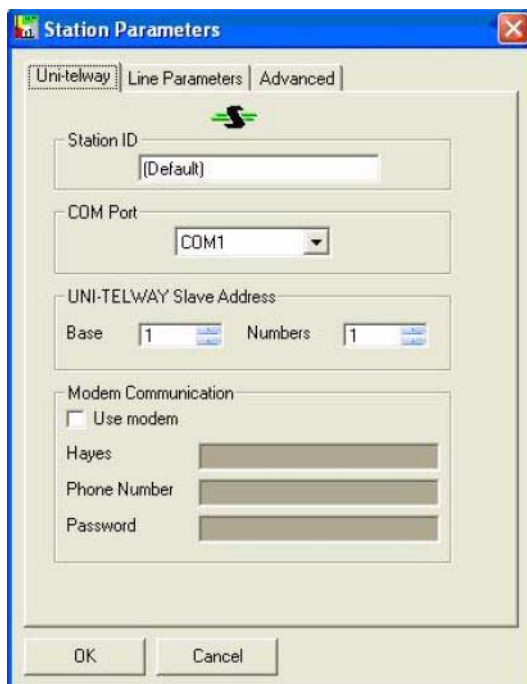 Station Parameters
Uni-telway Line Parameters Advanced
Station ID
(Default)
COM Port
COM1
UNI-TELWAY Slave Address
Base 1 Numbers 1
Modem Communication
Use modem
Hayes
Phone Number
Password
OK Cancel